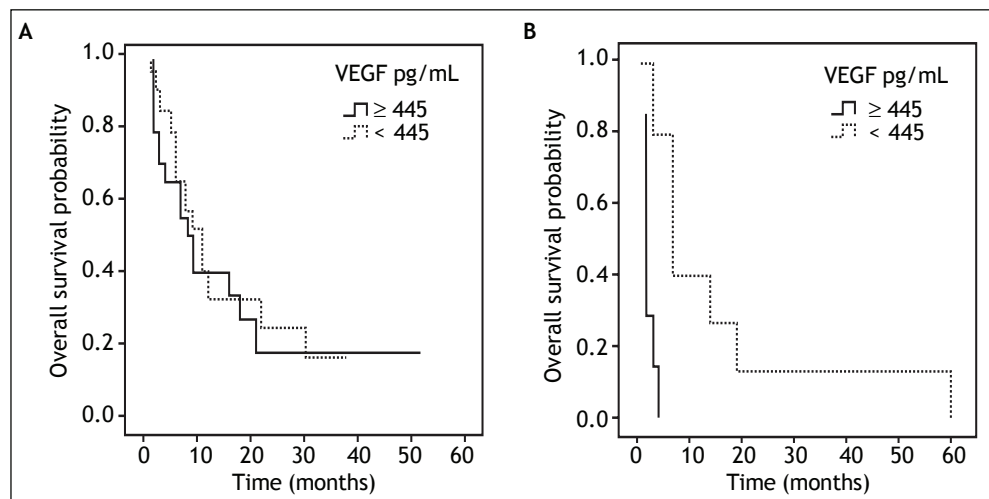 A
Overall survival probability
1.0
0.8
0.6
0.4
0.2
0.0
VEGF pg/mL
≥ 445
< 445
0 10 20 30 40 50 60
Time (months)
B
Overall survival probability
1.0
0.8
0.6
0.4
0.2
0.0
VEGF pg/mL
≥ 445
< 445
0 10 20 30 40 50 60
Time (months)